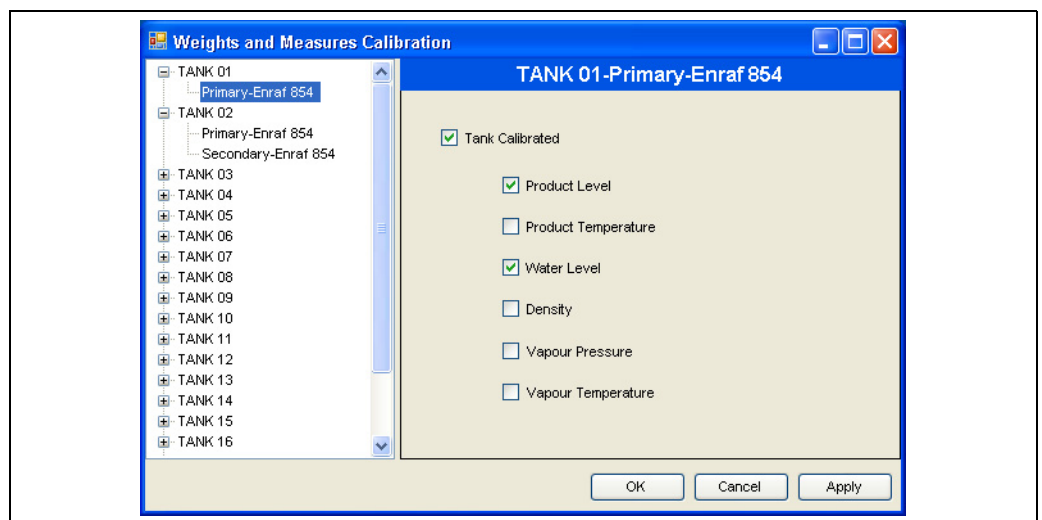 Weights and Measures Calibration
TANK 01
Primary-Enraf 854
TANK 02
Primary-Enraf 854
Secondary-Enraf 854
TANK 03
TANK 04
TANK 05
TANK 06
TANK 07
TANK 08
TANK 09
TANK 10
TANK 11
TANK 12
TANK 13
TANK 14
TANK 15
TANK 16
TANK 01-Primary-Enraf 854
Tank Calibrated
Product Level
Product Temperature
Water Level
Density
Vapour Pressure
Vapour Temperature
OK Cancel Apply